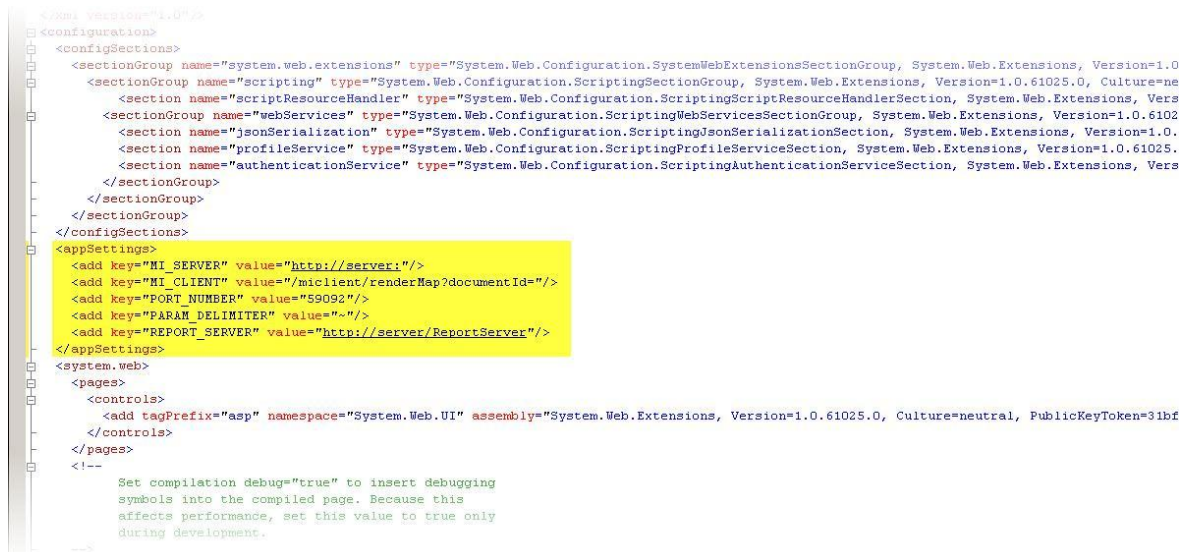 <?xml version="1.0"?>
<configuration>
<configSections>
<sectionGroup name="system.web.extensions" type="System.Web.Configuration.SystemWebExtensionsSectionGroup, System.Web.Extensions, Version=1.0
<sectionGroup name="scripting" type="System.Web.Configuration.ScriptingSectionGroup, System.Web.Extensions, Version=1.0.61025.0, Culture=ne
<section name="scriptResourceHandler" type="System.Web.Configuration.ScriptingScriptResourceHandlerSection, System.Web.Extensions, Vers
<sectionGroup name="webServices" type="System.Web.Configuration.ScriptingWebServicesSectionGroup, System.Web.Extensions, Version=1.0.6102
<section name="jsonSerialization" type="System.Web.Configuration.ScriptingJsonSerializationSection, System.Web.Extensions, Version=1.0.
<section name="profileService" type="System.Web.Configuration.ScriptingProfileServiceSection, System.Web.Extensions, Version=1.0.61025.
<section name="authenticationService" type="System.Web.Configuration.ScriptingAuthenticationServiceSection, System.Web.Extensions, Vers
</sectionGroup>
</sectionGroup>
</sectionGroup>
</configSections>
<appSettings>
<add key="MI_SERVER" value="http://server:"/>
<add key="MI_CLIENT" value="/miclient/renderMap?documentId="/>
<add key="PORT_NUMBER" value="59092"/>
<add key="PARAM_DELIMITER" value="~"/>
<add key="REPORT_SERVER" value="http://server/ReportServer"/>
</appSettings>
<system.web>
<pages>
<controls>
<add tagPrefix="asp" namespace="System.Web.UI" assembly="System.Web.Extensions, Version=1.0.61025.0, Culture=neutral, PublicKeyToken=31bf
</controls>
</pages>
<!--
Set compilation debug="true" to insert debugging
symbols into the compiled page. Because this
affects performance, set this value to true only
during development.
-->